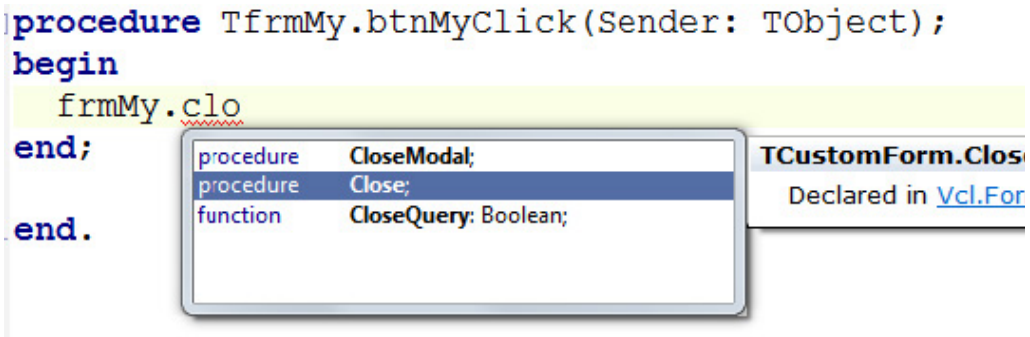 procedure TfrmMy.btnMyClick(Sender: TObject);
begin
frmMy.clo
end;
procedure CloseModal;
procedure Close;
function CloseQuery: Boolean;
TCustomForm.Close
Declared in Vcl.For
end.